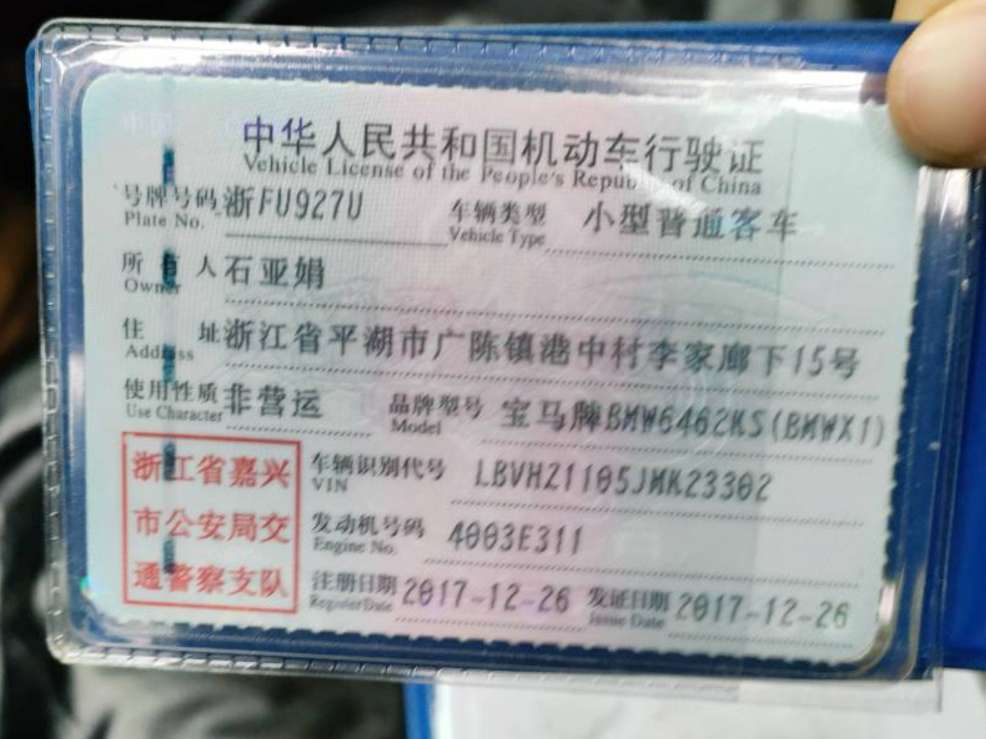 中华人民共和国机动车行驶证
Vehicle License of the People's Republic of China
号牌号码 浙FU927U 车辆类型 小型普通客车
Plate No. Vehicle Type
所有人 石亚娟
Owner
住址 浙江省平湖市广陈镇港中村李家廊下15号
Address
使用性质 非营运 品牌型号 宝马牌BMW6462KS(BMWX1)
Use Character Model
浙江省嘉兴
市公安局交
通警察支队
车辆识别代号 LBVHZ1105JMK23302
VIN
发动机号码 4003E311
Engine No.
注册日期 2017-12-26 发证日期 2017-12-26
Register Date Issue Date